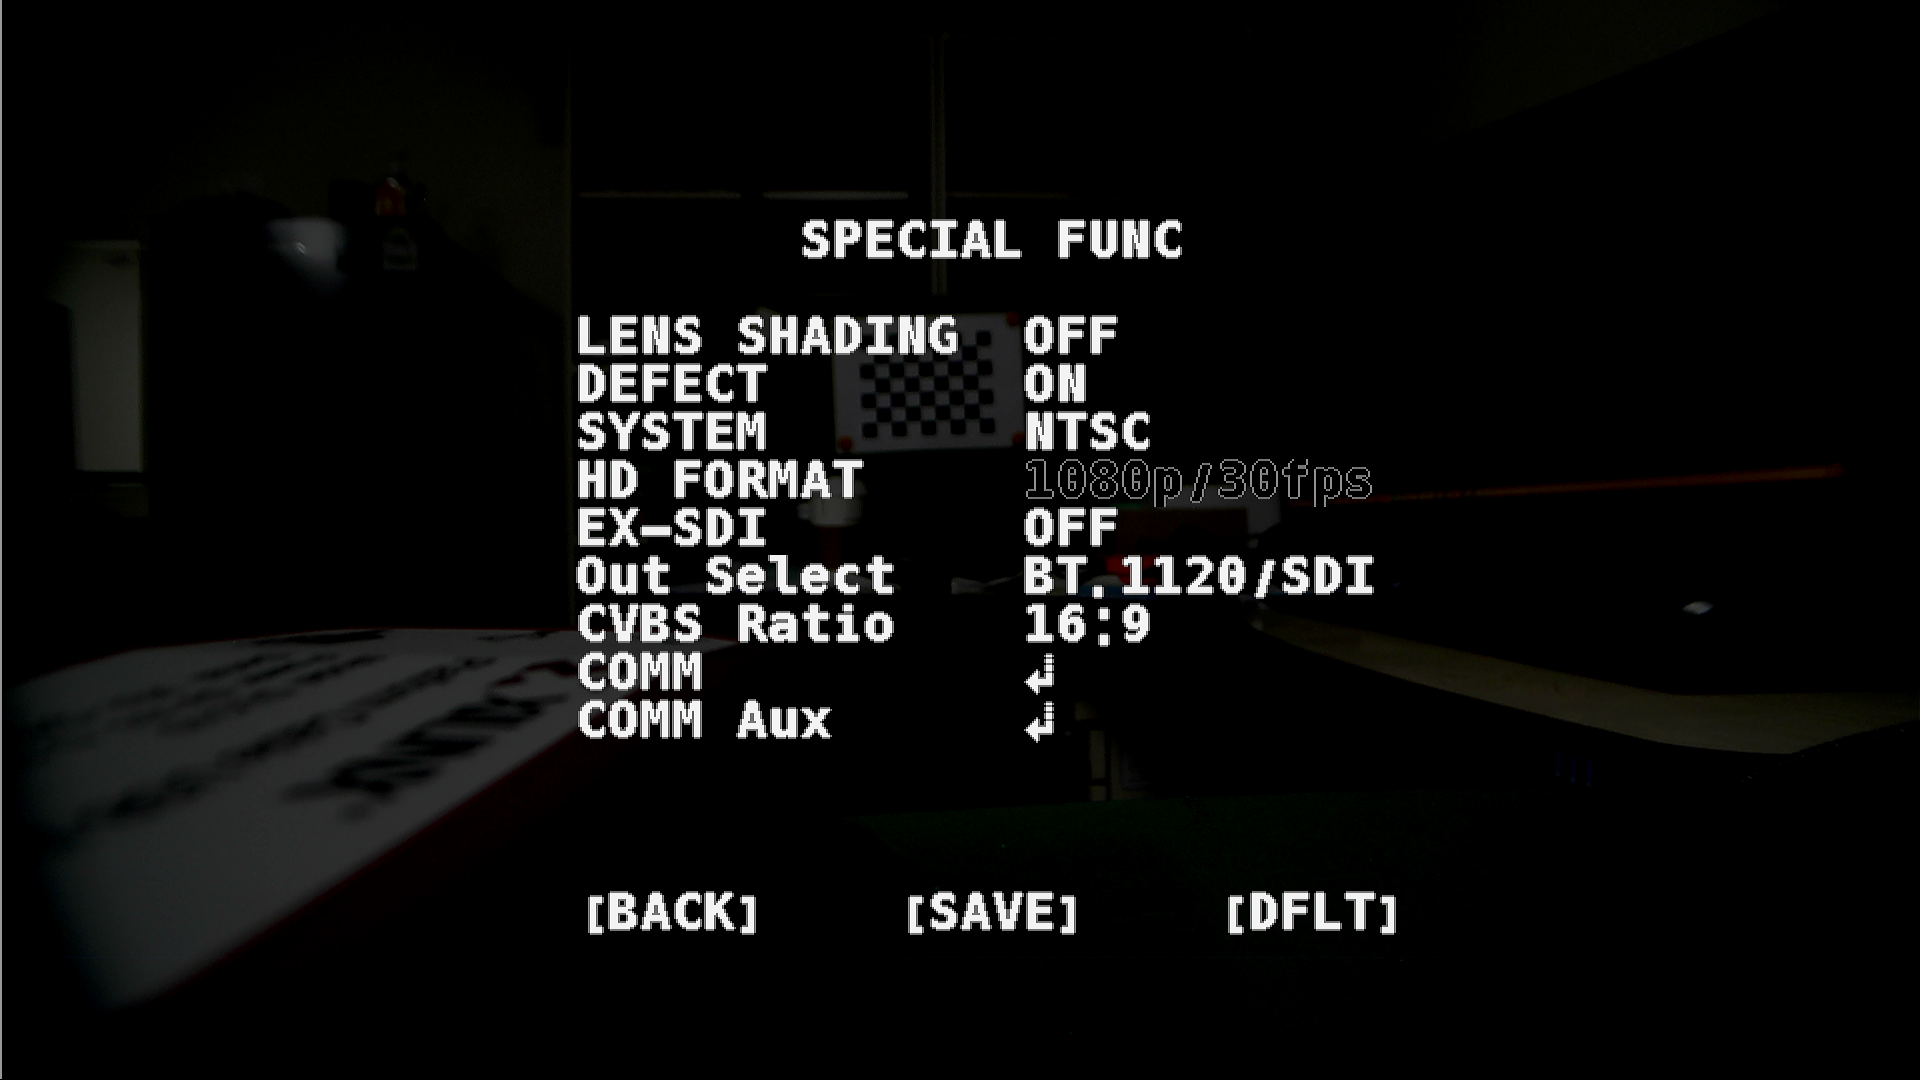 SPECIAL FUNC
LENS SHADING OFF
DEFECT ON
SYSTEM NTSC
HD FORMAT 1080p/30fps
EX-SDI OFF
Out Select BT.1120/SDI
CVBS Ratio 16:9
COMM ↲
COMM Aux ↲
[BACK] [SAVE] [DFLT]